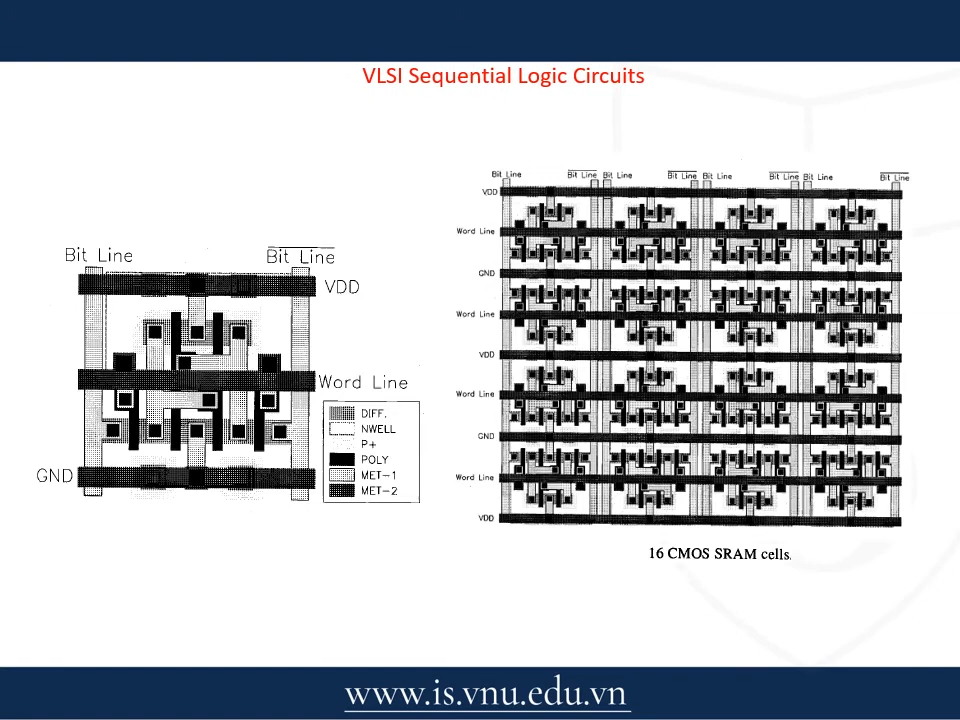 VLSI Sequential Logic Circuits
Bit Line
Bit Line
VDD
Word Line
DIFF.
NWELL
P+
POLY
MET-1
MET-2
GND
Bit Line Bit Line Bit Line Bit Line Bit Line Bit Line Bit Line
VDD
Word Line
GND
Word Line
VDD
Word Line
GND
Word Line
VDD
16 CMOS SRAM cells.
www.is.vnu.edu.vn